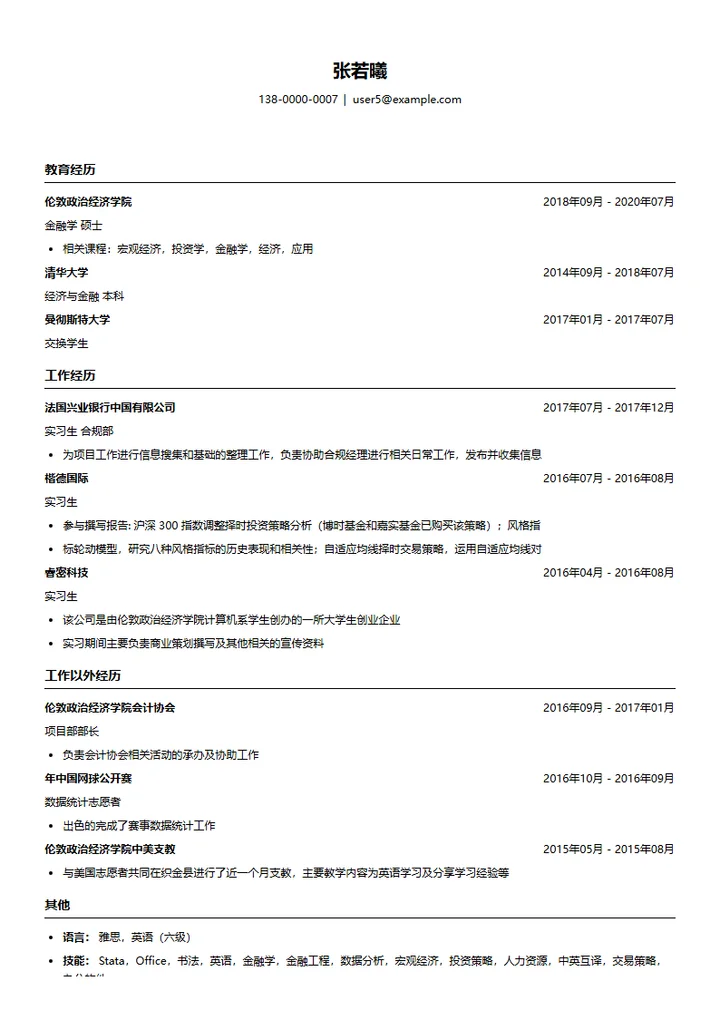 张若曦
138-0000-0007 | user5@example.com
教育经历
伦敦政治经济学院 2018年09月 - 2020年07月
金融学 硕士
• 相关课程：宏观经济，投资学，金融学，经济，应用
清华大学 2014年09月 - 2018年07月
经济与金融 本科
曼彻斯特大学 2017年01月 - 2017年07月
交换学生
工作经历
法国兴业银行中国有限公司 2017年07月 - 2017年12月
实习生 合规部
• 为项目工作进行信息搜集和基础的整理工作，负责协助合规经理进行相关日常工作，发布并收集信息
楷德国际 2016年07月 - 2016年08月
实习生
• 参与撰写报告: 沪深 300 指数调整择时投资策略分析（博时基金和嘉实基金已购买该策略）；风格指
• 标轮动模型，研究八种风格指标的历史表现和相关性；自适应均线择时交易策略，运用自适应均线对
睿密科技 2016年04月 - 2016年08月
实习生
• 该公司是由伦敦政治经济学院计算机系学生创办的一所大学生创业企业
• 实习期间主要负责商业策划撰写及其他相关的宣传资料
工作以外经历
伦敦政治经济学院会计协会 2016年09月 - 2017年01月
项目部部长
• 负责会计协会相关活动的承办及协助工作
年中国网球公开赛 2016年10月 - 2016年09月
数据统计志愿者
• 出色的完成了赛事数据统计工作
伦敦政治经济学院中美支教 2015年05月 - 2015年08月
• 与美国志愿者共同在织金县进行了近一个月支教，主要教学内容为英语学习及分享学习经验等
其他
• 语言： 雅思，英语（六级）
• 技能： Stata，Office，书法，英语，金融学，金融工程，数据分析，宏观经济，投资策略，人力资源，中英互译，交易策略，